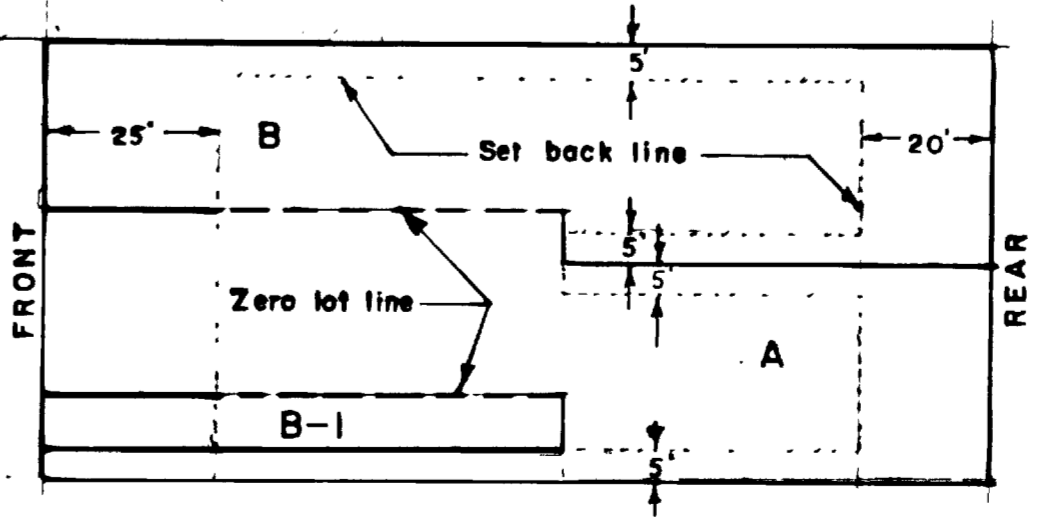 5'
25'
B
Set back line
20'
FRONT
5'
5'
REAR
Zero lot line
A
B-1
5'